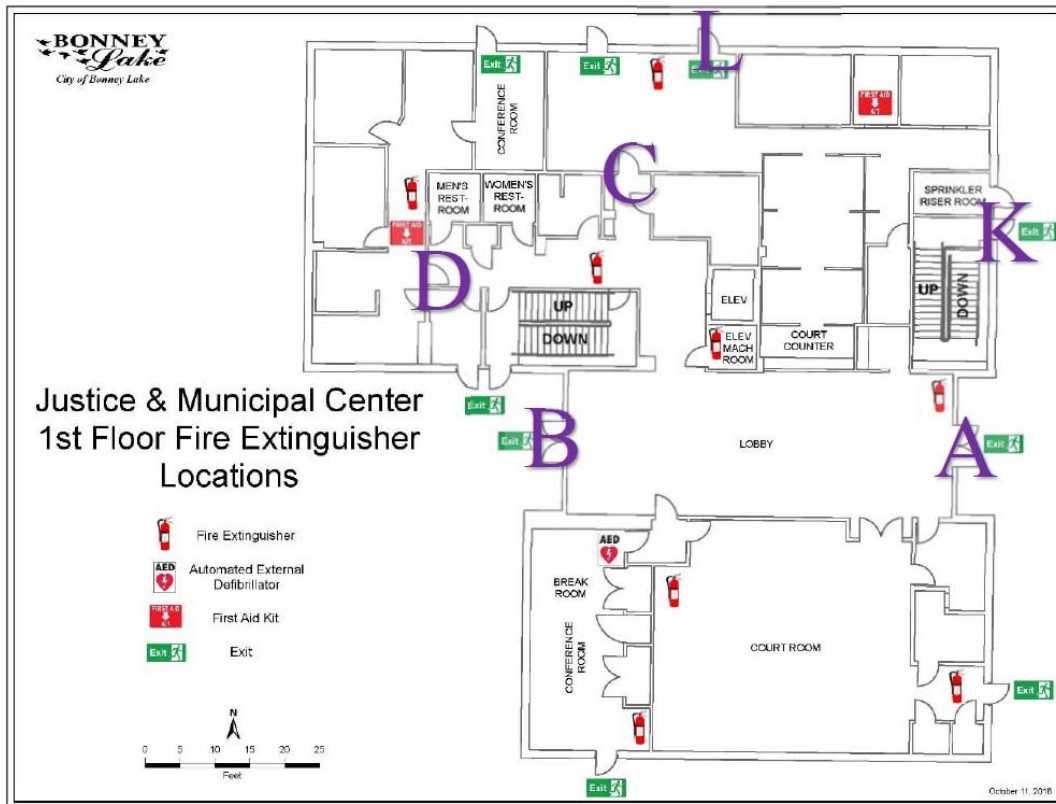 BONNEY
Lake
City of Bonney Lake
L
Exit
Exit
Exit
FIRST AID
KIT
CONFERENCE
ROOM
C
MEN'S
REST-
ROOM
WOMEN'S
REST-
ROOM
SPRINKLER
RISER ROOM
K
Exit
FIRST AID
KIT
D
UP
DOWN
ELEV
UP
DOWN
ELEV
MACH
ROOM
COURT
COUNTER
Justice & Municipal Center
1st Floor Fire Extinguisher
Locations
Exit
Exit
B
LOBBY
A
Exit
Fire Extinguisher
AED
Automated External
Defibrillator
FIRST AID
KIT
First Aid Kit
Exit
Exit
AED
BREAK
ROOM
CONFERENCE
ROOM
COURT ROOM
Exit
Exit
N
0 5 10 15 20 25
Feet
October 11, 2016